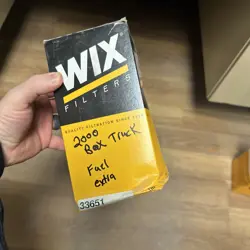 WIX
FILTERS
QUALITY FILTRATION SINCE 1939
2000
Box Truck
Fuel
extra
33651